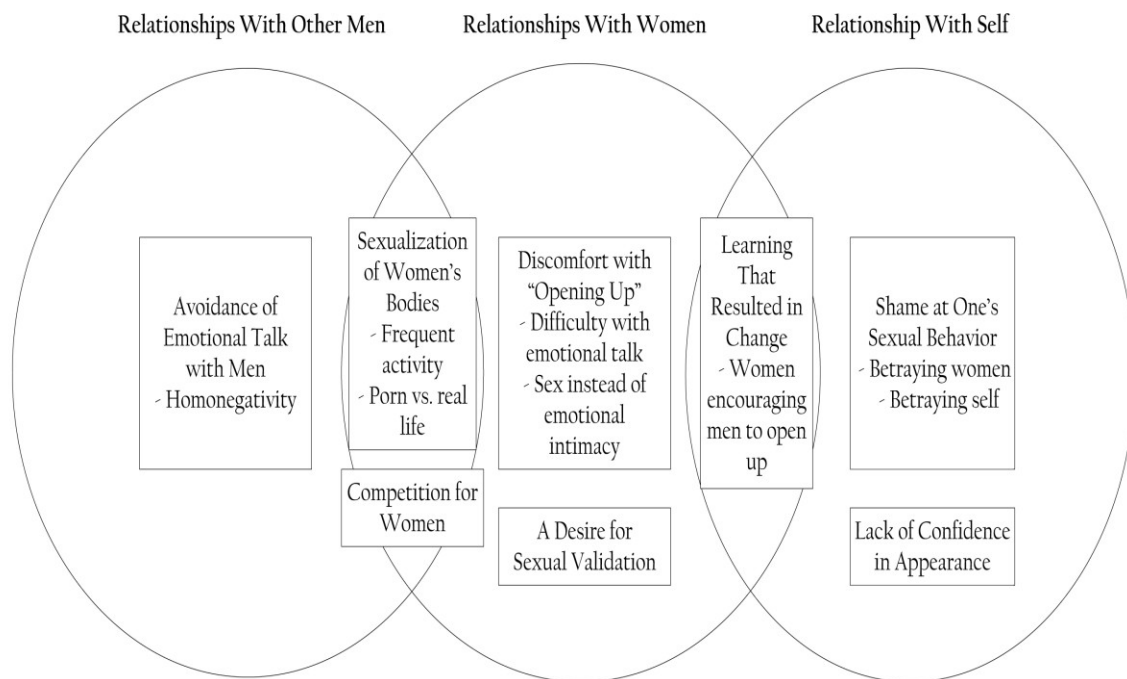 Relationships With Other Men
Relationships With Women
Relationship With Self
Avoidance of
Emotional Talk
with Men
- Homonegativity
Sexualization
of Women's
Bodies
- Frequent
activity
- Porn vs. real
life
Competition for
Women
Discomfort with
“Opening Up”
- Difficulty with
emotional talk
- Sex instead of
emotional
intimacy
A Desire for
Sexual Validation
Learning
That
Resulted in
Change
- Women
encouraging
men to open
up
Shame at One's
Sexual Behavior
- Betraying women
- Betraying self
Lack of Confidence
in Appearance